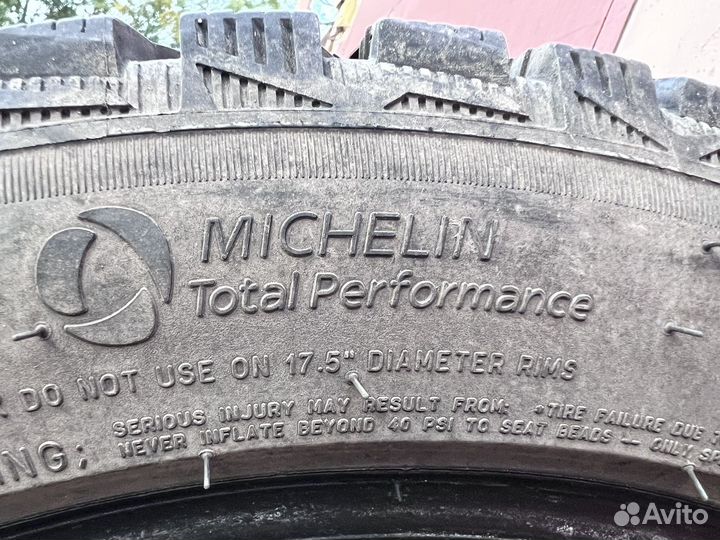 MICHELIN
Total Performance
DO NOT USE ON 17.5" DIAMETER RIMS
SERIOUS INJURY MAY RESULT FROM: •TIRE FAILURE DUE
NEVER INFLATE BEYOND 40 PSI TO SEAT BEADS – ONLY
Avito